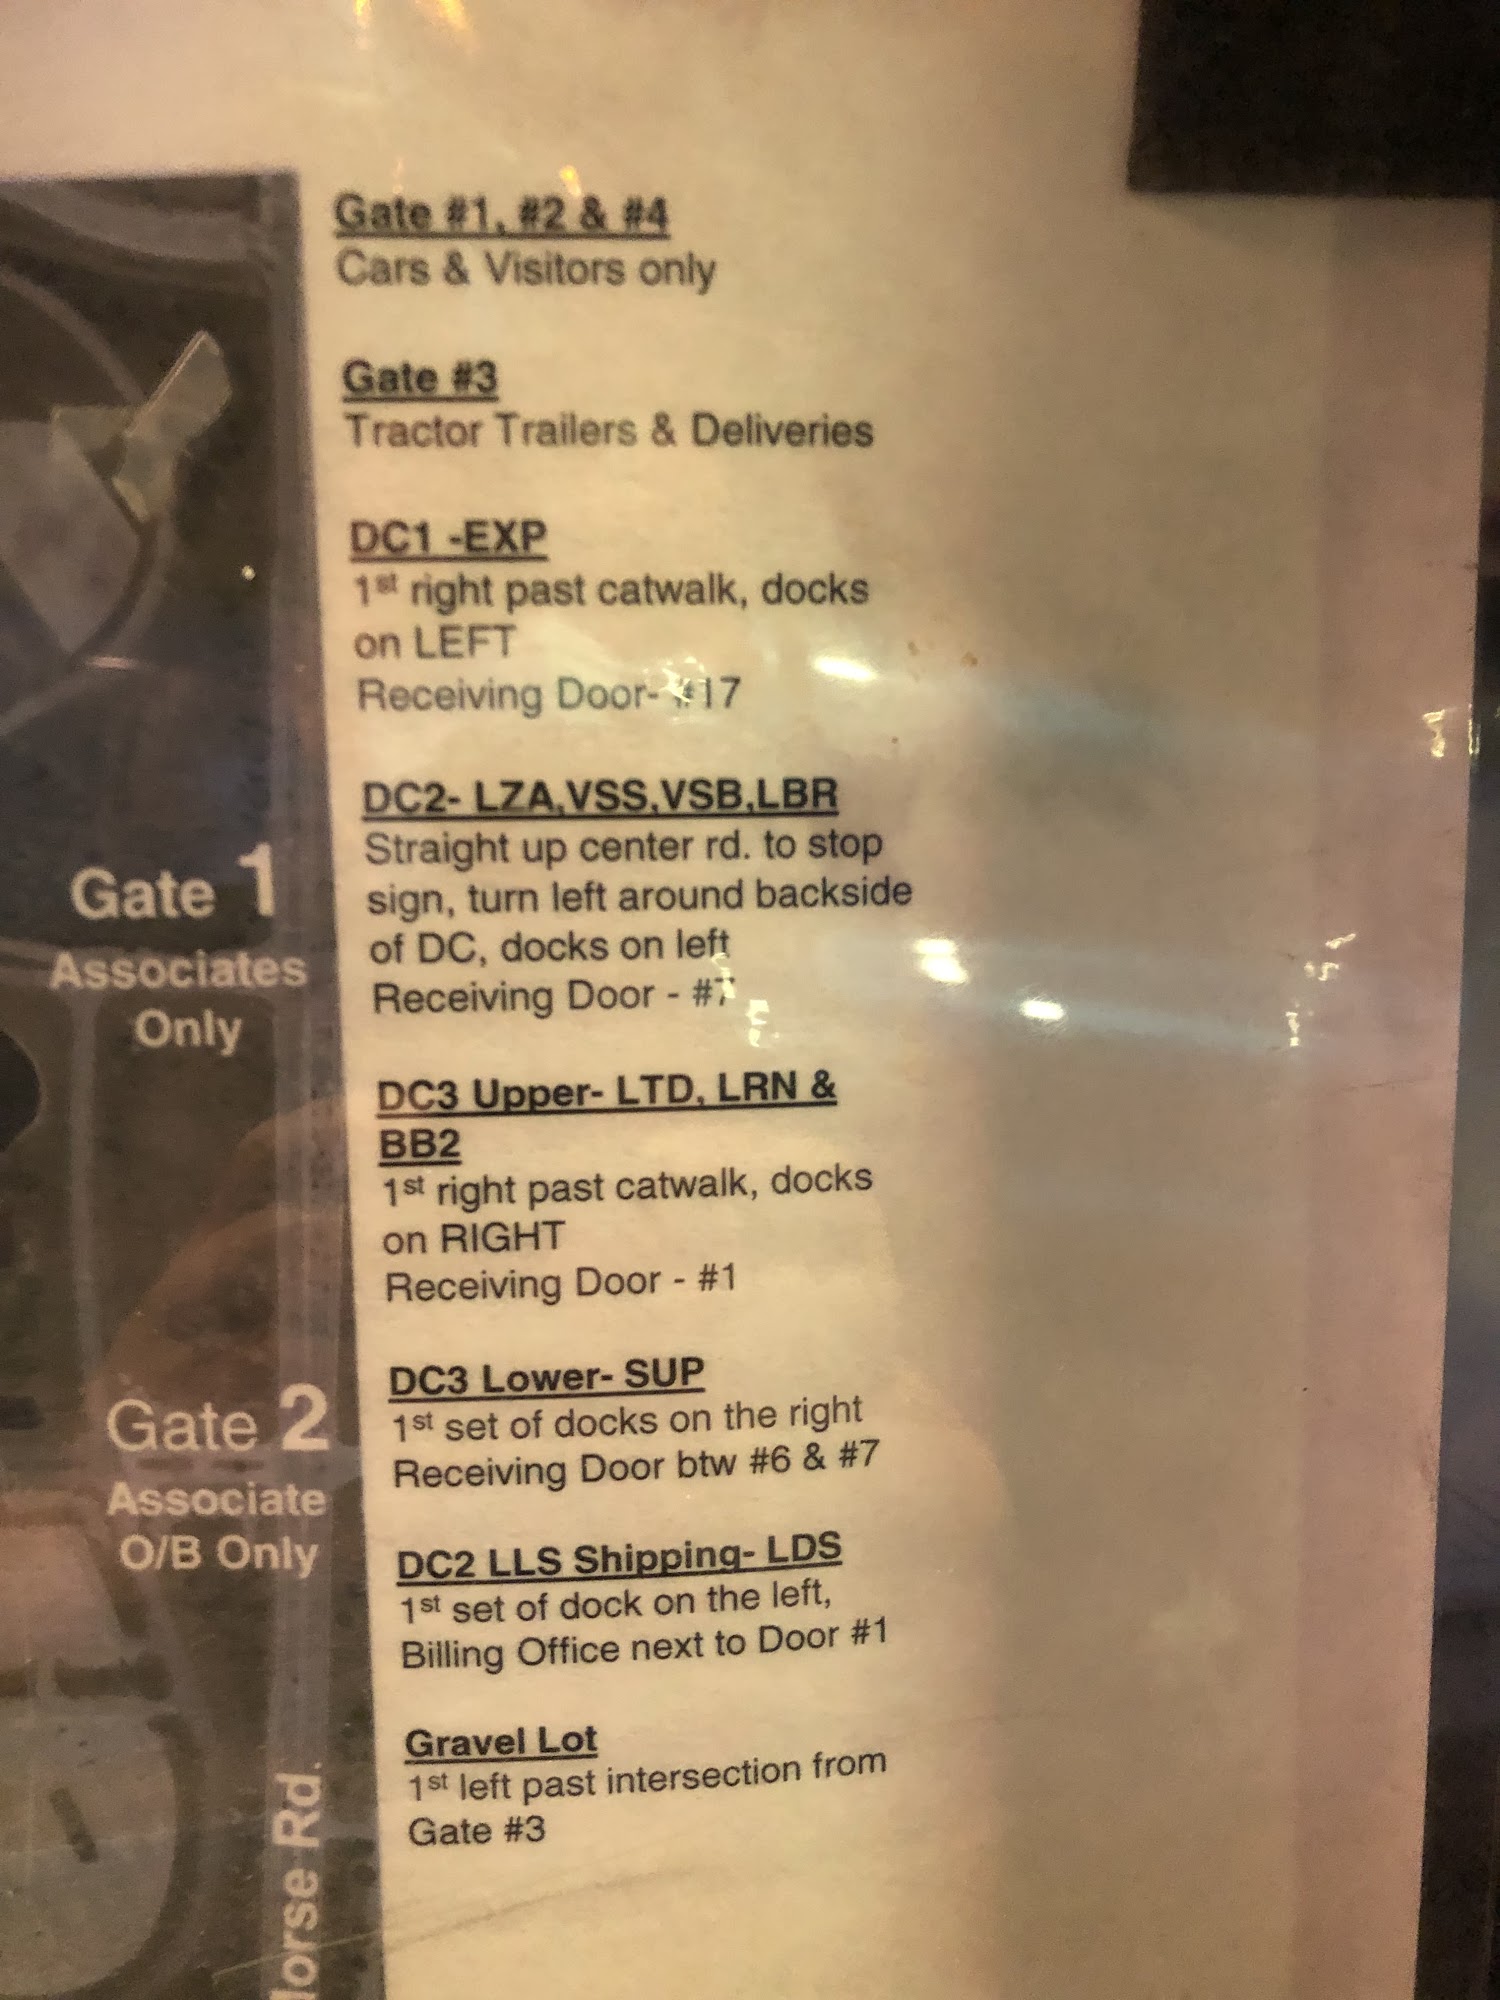 Gate #1, #2 & #4
Cars & Visitors only
Gate #3
Tractor Trailers & Deliveries
DC1 -EXP
1st right past catwalk, docks
on LEFT
Receiving Door- #17
DC2- LZA,VSS,VSB,LBR
Straight up center rd. to stop
sign, turn left around backside
of DC, docks on left
Receiving Door - #7
DC3 Upper- LTD, LRN &
BB2
1st right past catwalk, docks
on RIGHT
Receiving Door - #1
DC3 Lower- SUP
1st set of docks on the right
Receiving Door btw #6 & #7
DC2 LLS Shipping- LDS
1st set of dock on the left,
Billing Office next to Door #1
Gravel Lot
1st left past intersection from
Gate #3
Gate 1
Associates
Only
Gate 2
Associate
O/B Only
Rd.